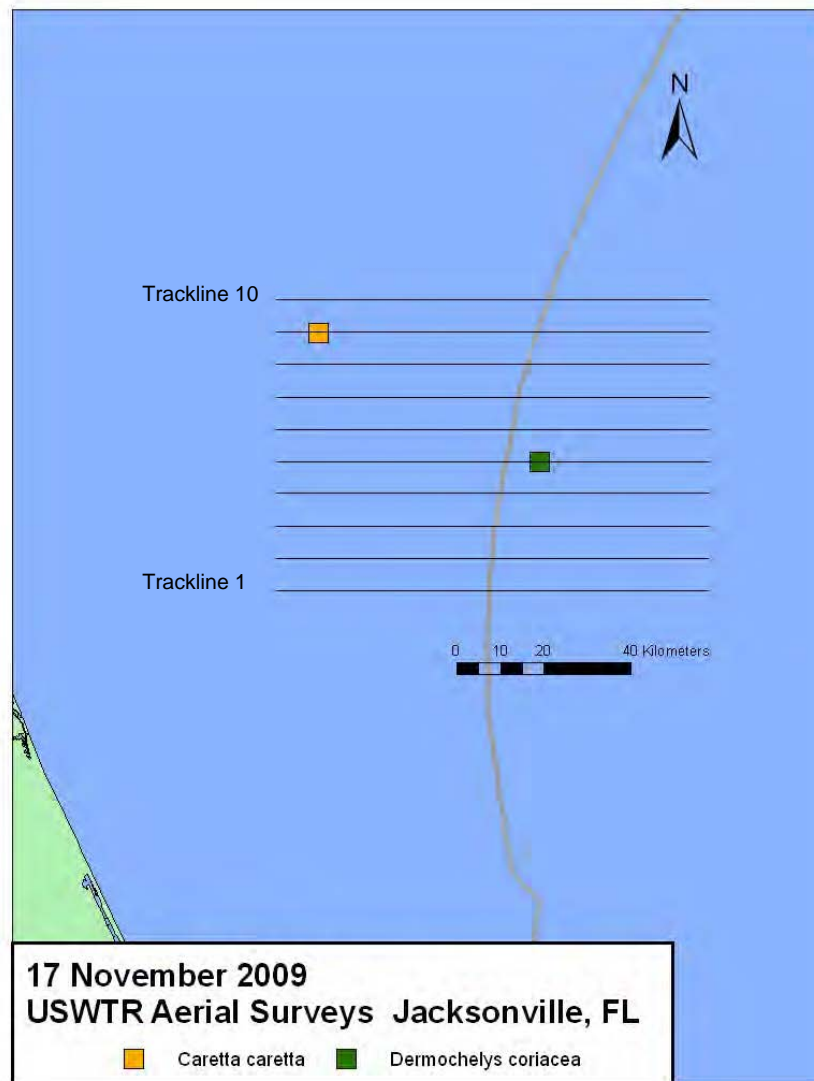 N
Trackline 10
Trackline 1
0 10 20 40 Kilometers
17 November 2009
USWTR Aerial Surveys Jacksonville, FL
Caretta caretta Dermochelys coriacea